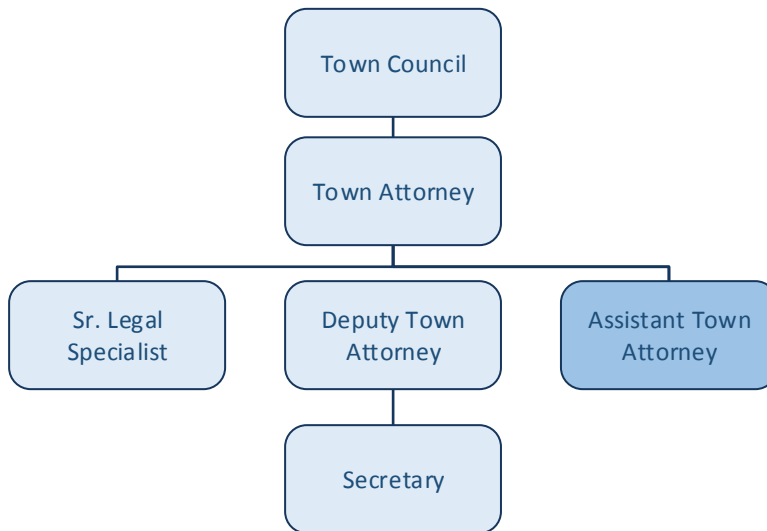 Town Council
Town Attorney
Sr. Legal
Specialist
Deputy Town
Attorney
Assistant Town
Attorney
Secretary